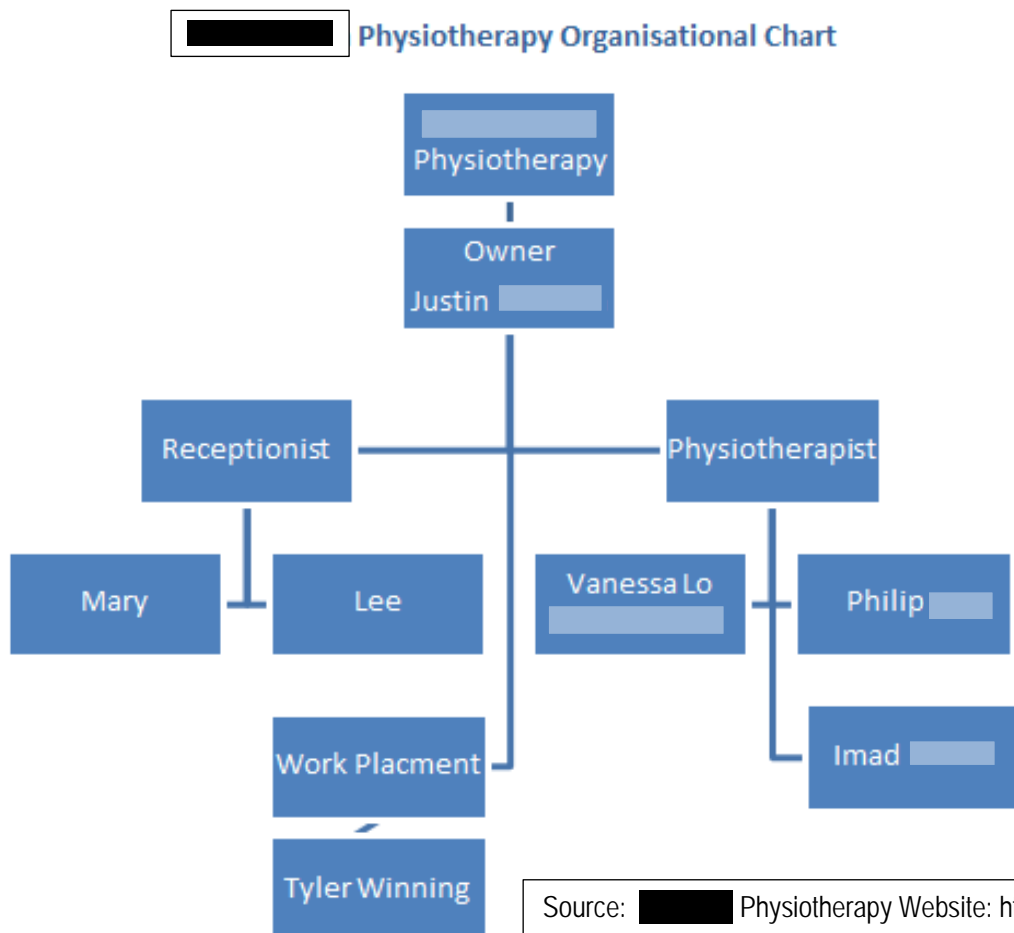 Physiotherapy Organisational Chart
Physiotherapy
Owner
Justin
Receptionist
Physiotherapist
Mary
Lee
Vanessa Lo
Philip
Work Placment
Imad
Tyler Winning
Source: Physiotherapy Website: